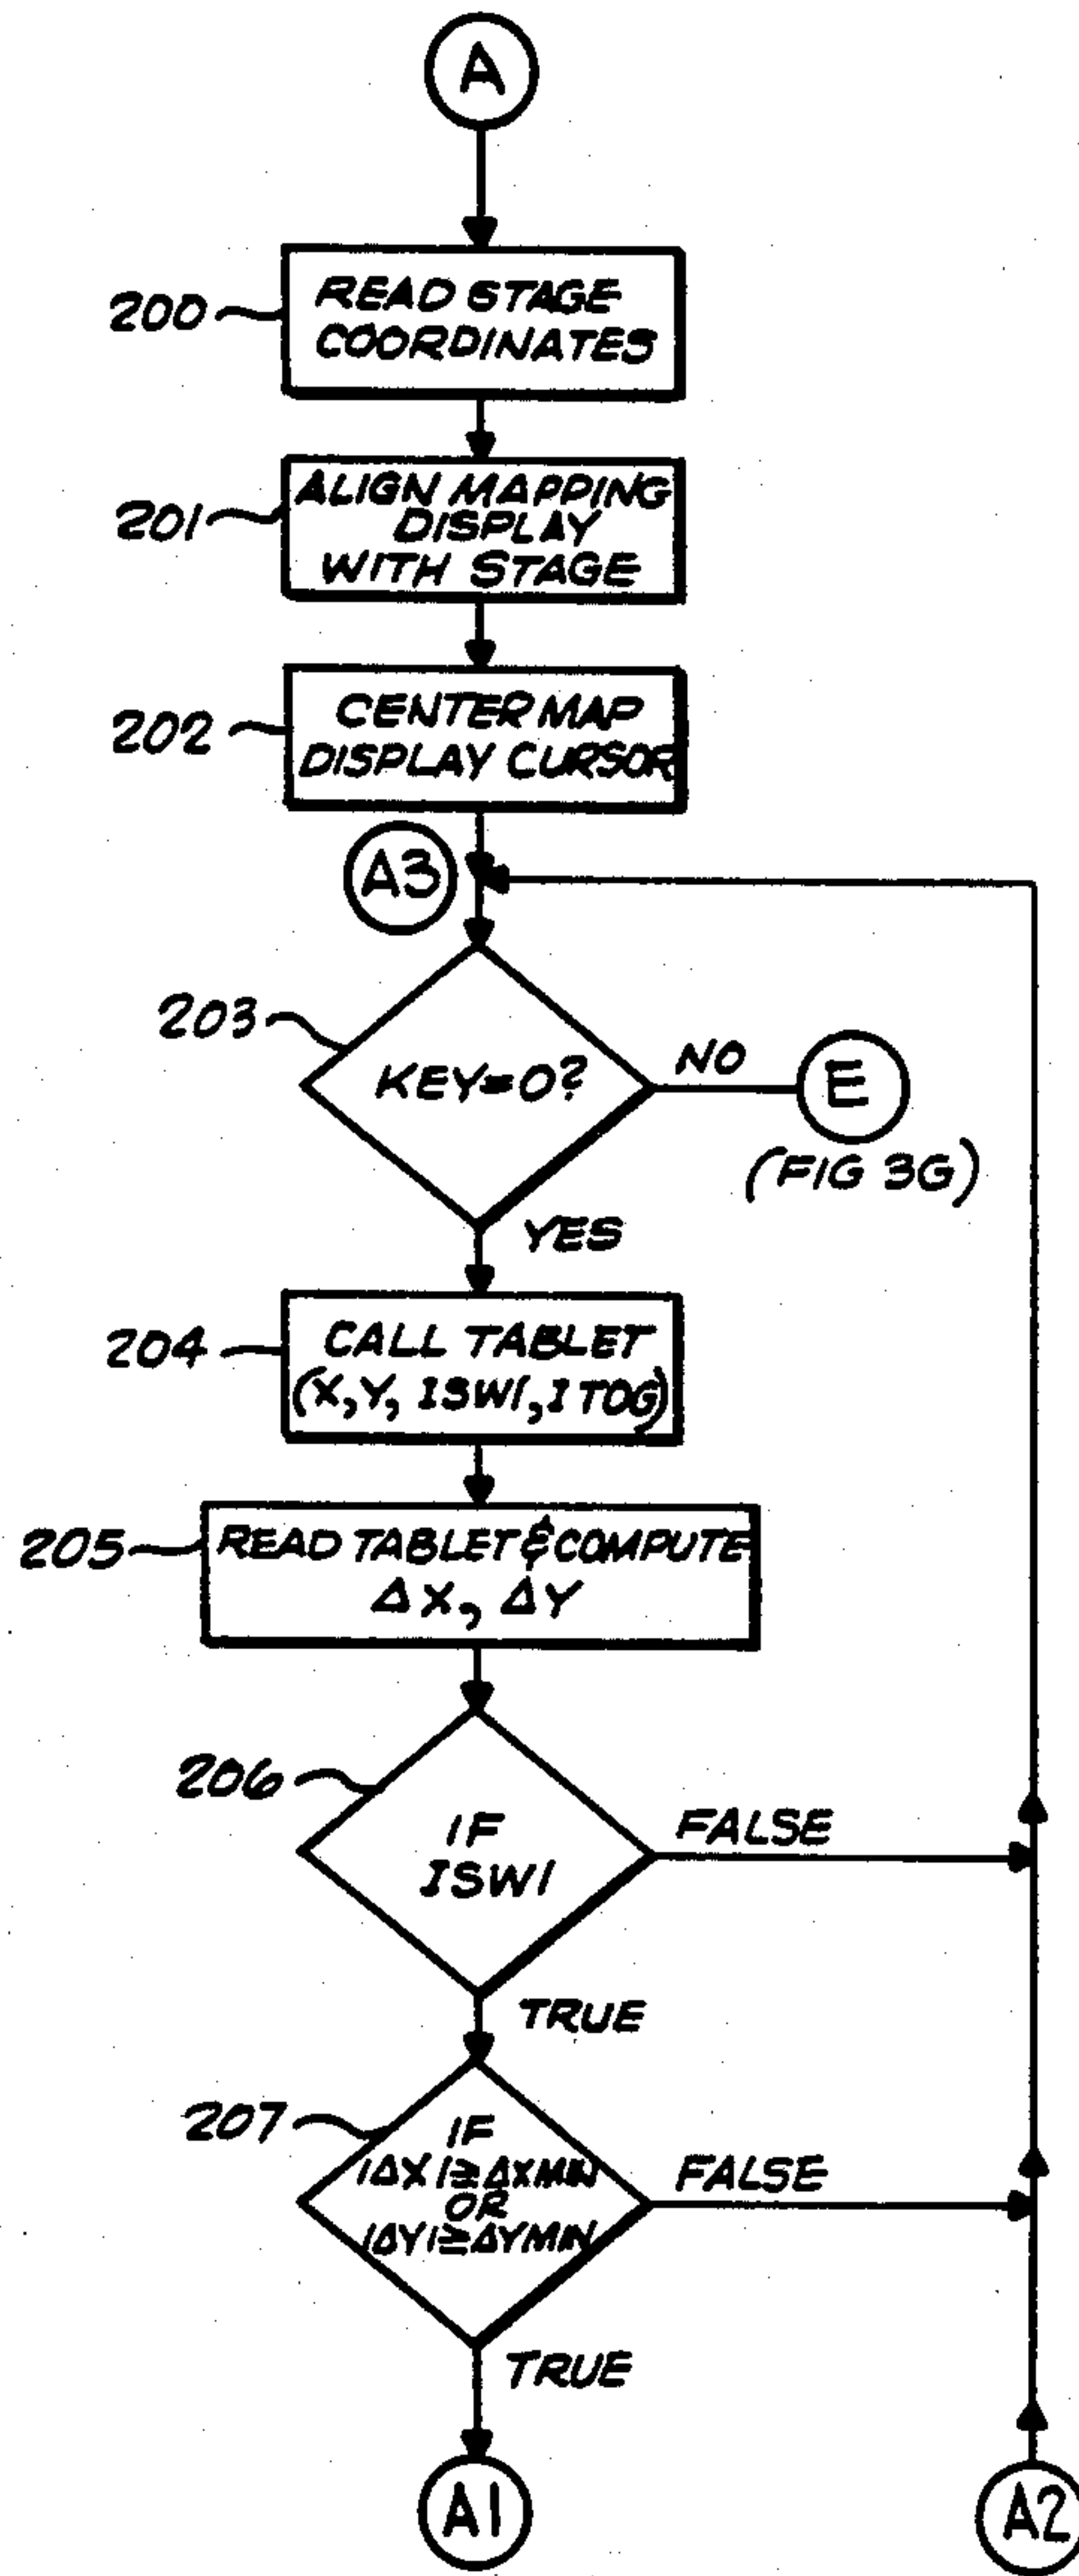 A
200
READ STAGE
COORDINATES
201
ALIGN MAPPING
DISPLAY
WITH STAGE
202
CENTER MAP
DISPLAY CURSOR
A3
203
KEY=0?
NO
E
(FIG 3G)
YES
204
CALL TABLET
(X,Y, ISW1, ITOG)
205
READ TABLET & COMPUTE
ΔX, ΔY
206
IF
ISW1
FALSE
TRUE
207
IF
|ΔX|≥ΔXMIN
OR
|ΔY|≥ΔYMIN
FALSE
TRUE
A1
A2